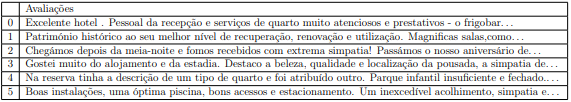 Avaliações
0 Excelente hotel . Pessoal da recepção e serviços de quarto muito atenciosos e prestativos - o frigobar...
1 Património histórico ao seu melhor nível de recuperação, renovação e utilização. Magnificas salas,como...
2 Chegámos depois da meia-noite e fomos recebidos com extrema simpatia! Passámos o nosso aniversário de...
3 Gostei muito do alojamento e da estadia. Destaco a beleza, qualidade e localização da pousada, a simpatia de...
4 Na reserva tinha a descrição de um tipo de quarto e foi atribuído outro. Parque infantil insuficiente e fechado....
5 Boas instalações, uma óptima piscina, bons acessos e estacionamento. Um inexcedível acolhimento, simpatia e...